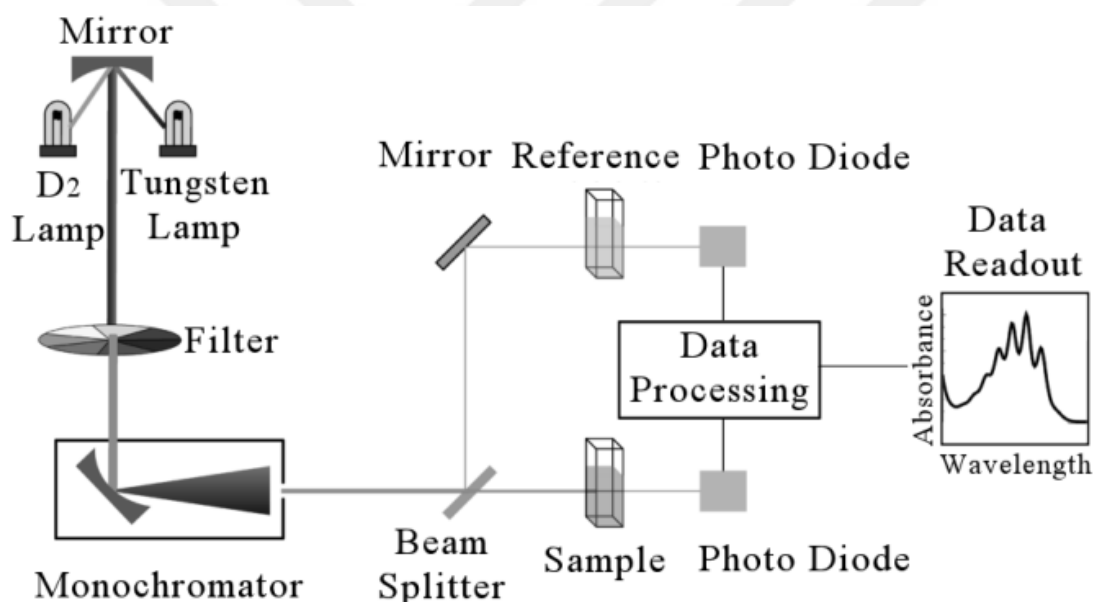 Mirror
D2
Lamp
Tungsten
Lamp
Filter
Monochromator
Beam
Splitter
Mirror
Reference
Photo Diode
Data
Processing
Sample
Photo Diode
Data
Readout
Absorbance
Wavelength